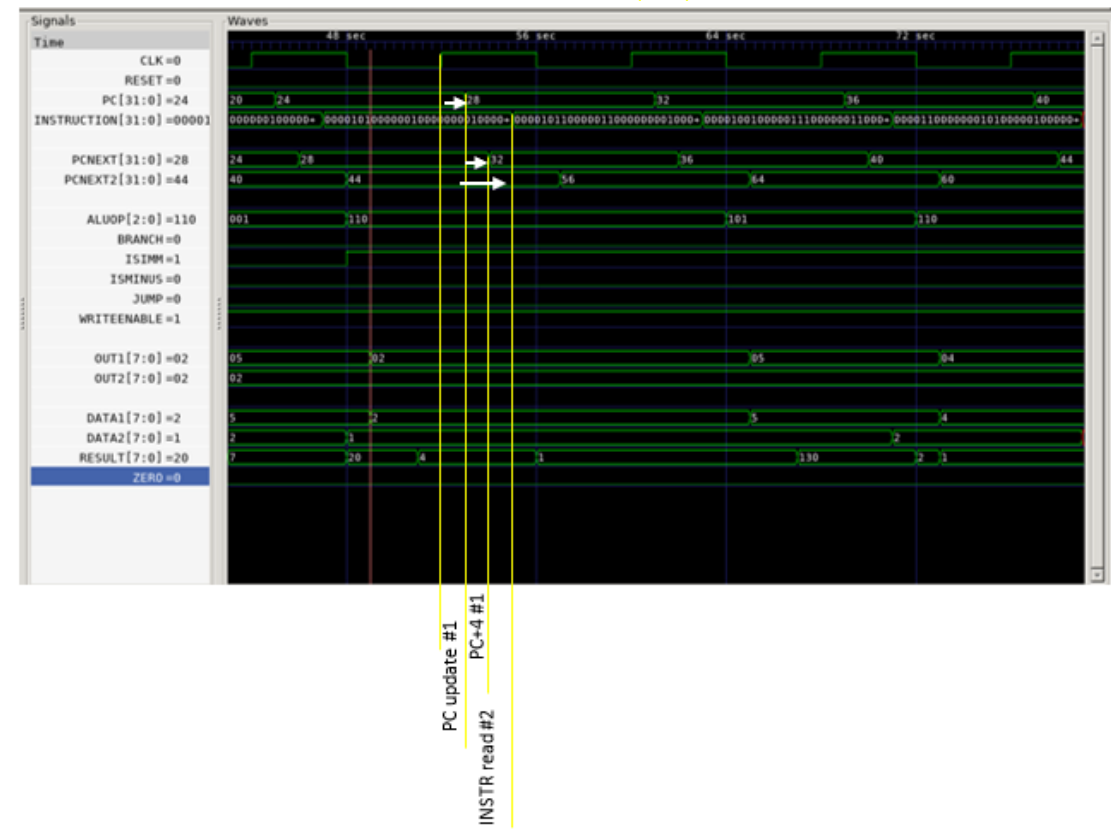 Signals Waves
Time 48 sec 56 sec 64 sec 72 sec
CLK=0
RESET=0
PC[31:0]=24 20 24 28 32 36 40
INSTRUCTION[31:0]=00001
PCNEXT[31:0]=28 24 28 32 36 40 44
PCNEXT2[31:0]=44 40 44 56 64 60
ALUOP[2:0]=110 001 110 101 110
BRANCH=0
ISIMM=1
ISMINUS=0
JUMP=0
WRITEENABLE=1
OUT1[7:0]=02 05 02 05 04
OUT2[7:0]=02 02
DATA1[7:0]=2 5 2 5 4
DATA2[7:0]=1 2 1 2
RESULT[7:0]=20 7 20 4 1 130 2 1
ZERO=0
PC update #1
PC+4 #1
INSTR read #2